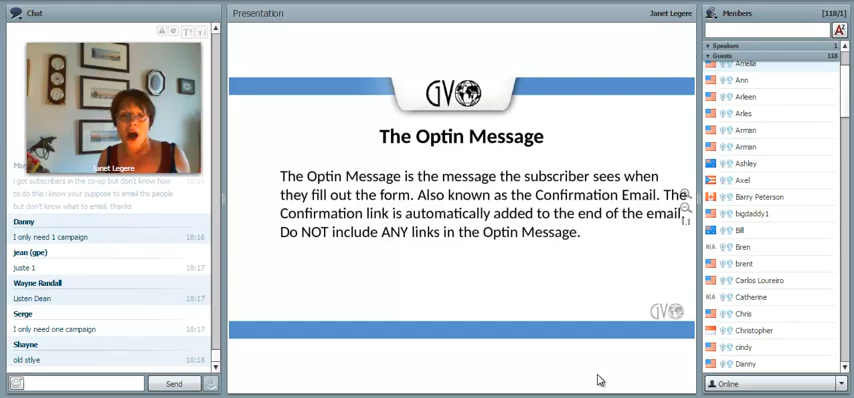 Chat
Janet Legere
i got subscribers in the co-op but don't know how
to do this i know your suppose to email the people
but don't know what to email. thanks
Danny
I only need 1 campaign 18:16
jean (gpe)
juste 1 18:17
Wayne Randall
Listen Dean 18:17
Serge
I only need one campaign 18:17
Shayne
old stlye 18:18
Send
Presentation Janet Legere
GVO
The Optin Message
The Optin Message is the message the subscriber sees when
they fill out the form. Also known as the Confirmation Email. The
Confirmation link is automatically added to the end of the email.
Do NOT include ANY links in the Optin Message.
1:1
GVO
Members [118/1]
Speakers 1
Guests 118
Amelia
Ann
Arleen
Arles
Arman
Arman
Ashley
Axel
Barry Peterson
bigdaddy1
Bill
N/A Bren
brent
Carlos Loureiro
N/A Catherine
Chris
Christopher
cindy
Danny
Online